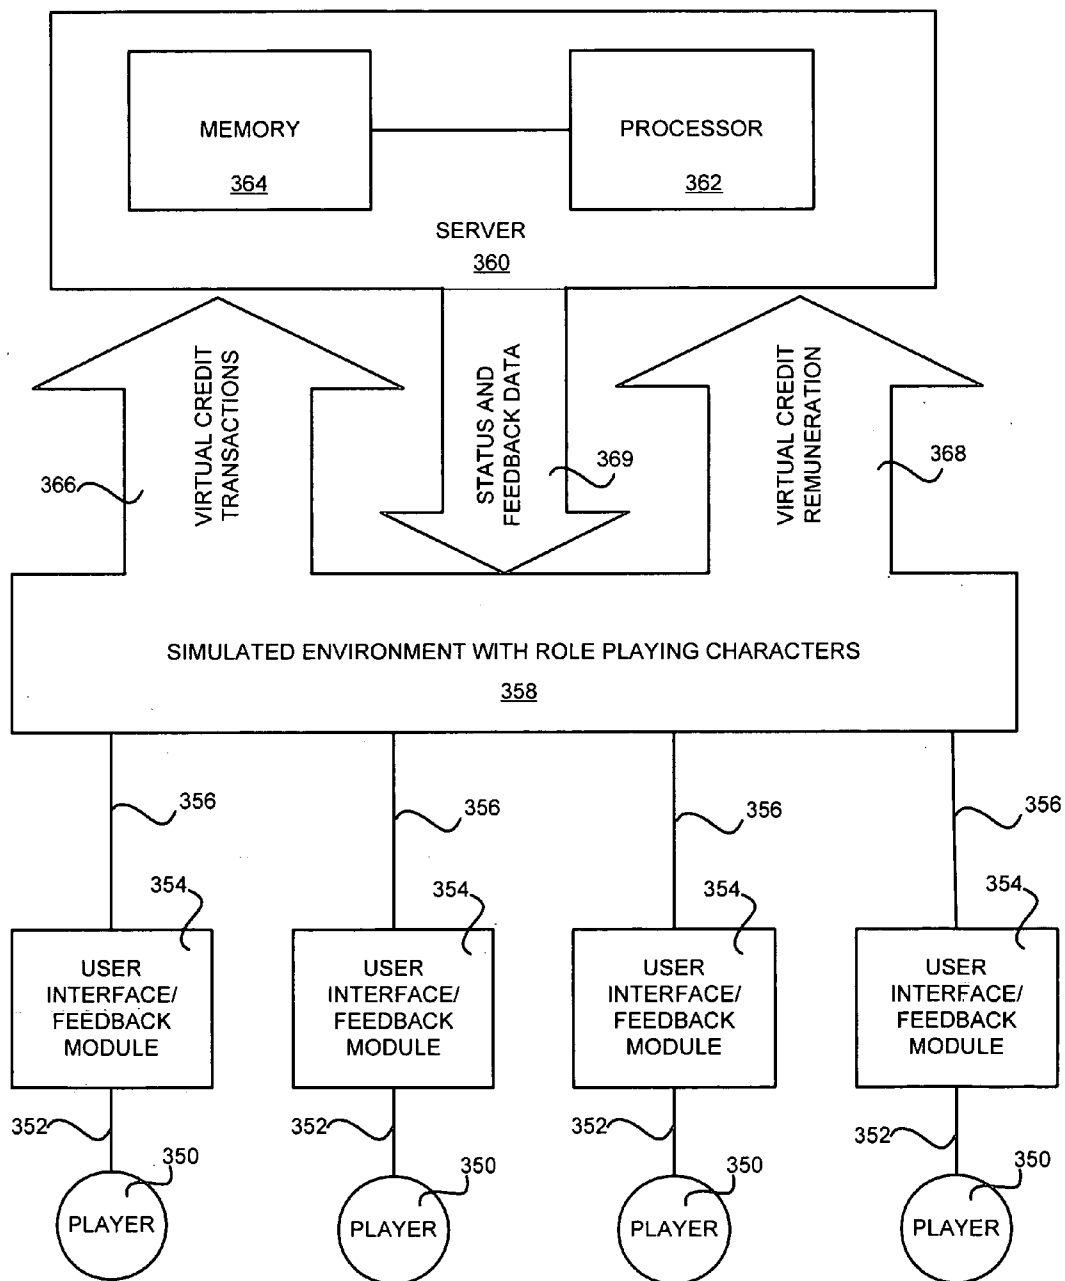 MEMORY
364
PROCESSOR
362
SERVER
360
VIRTUAL CREDIT
TRANSACTIONS
STATUS AND
FEEDBACK DATA
VIRTUAL CREDIT
REMUNERATION
366
369
368
SIMULATED ENVIRONMENT WITH ROLE PLAYING CHARACTERS
358
356
356
356
356
354
354
354
354
USER
INTERFACE/
FEEDBACK
MODULE
USER
INTERFACE/
FEEDBACK
MODULE
USER
INTERFACE/
FEEDBACK
MODULE
USER
INTERFACE/
FEEDBACK
MODULE
352
352
352
352
350
350
350
350
PLAYER
PLAYER
PLAYER
PLAYER